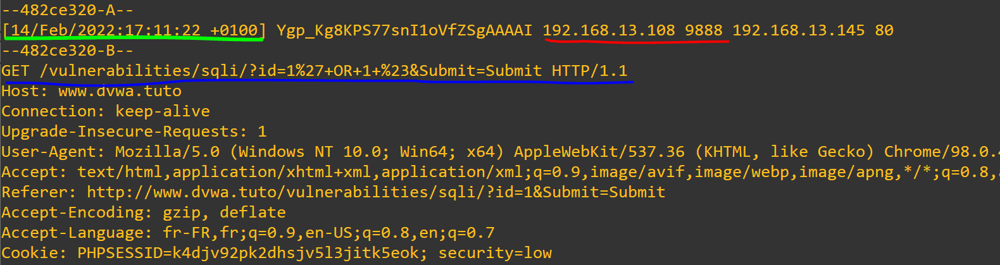 --482ce320-A--
[14/Feb/2022:17:11:22 +0100] Ygp_Kg8KPS77snI1oVfZSgAAAAI 192.168.13.108 9888 192.168.13.145 80
--482ce320-B--
GET /vulnerabilities/sqli/?id=1%27+OR+1+%23&Submit=Submit HTTP/1.1
Host: www.dvwa.tuto
Connection: keep-alive
Upgrade-Insecure-Requests: 1
User-Agent: Mozilla/5.0 (Windows NT 10.0; Win64; x64) AppleWebKit/537.36 (KHTML, like Gecko) Chrome/98.0.4
Accept: text/html,application/xhtml+xml,application/xml;q=0.9,image/avif,image/webp,image/apng,*/*;q=0.8,
Referer: http://www.dvwa.tuto/vulnerabilities/sqli/?id=1&Submit=Submit
Accept-Encoding: gzip, deflate
Accept-Language: fr-FR,fr;q=0.9,en-US;q=0.8,en;q=0.7
Cookie: PHPSESSID=k4djv92pk2dhsjv5l3jitk5eok; security=low